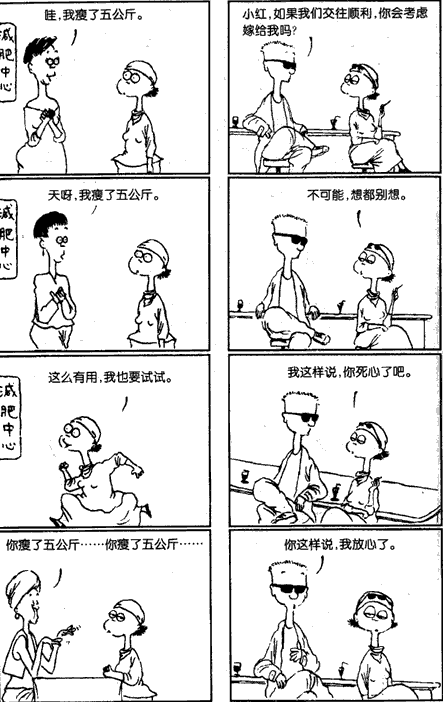 减肥中心
哇，我瘦了五公斤。
减肥中心
天呀，我瘦了五公斤。
减肥中心
这么有用，我也要试试。
你瘦了五公斤……你瘦了五公斤……
小红，如果我们交往顺利，你会考虑
嫁给我吗？
不可能，想都别想。
我这样说，你死心了吧。
你这样说，我放心了。